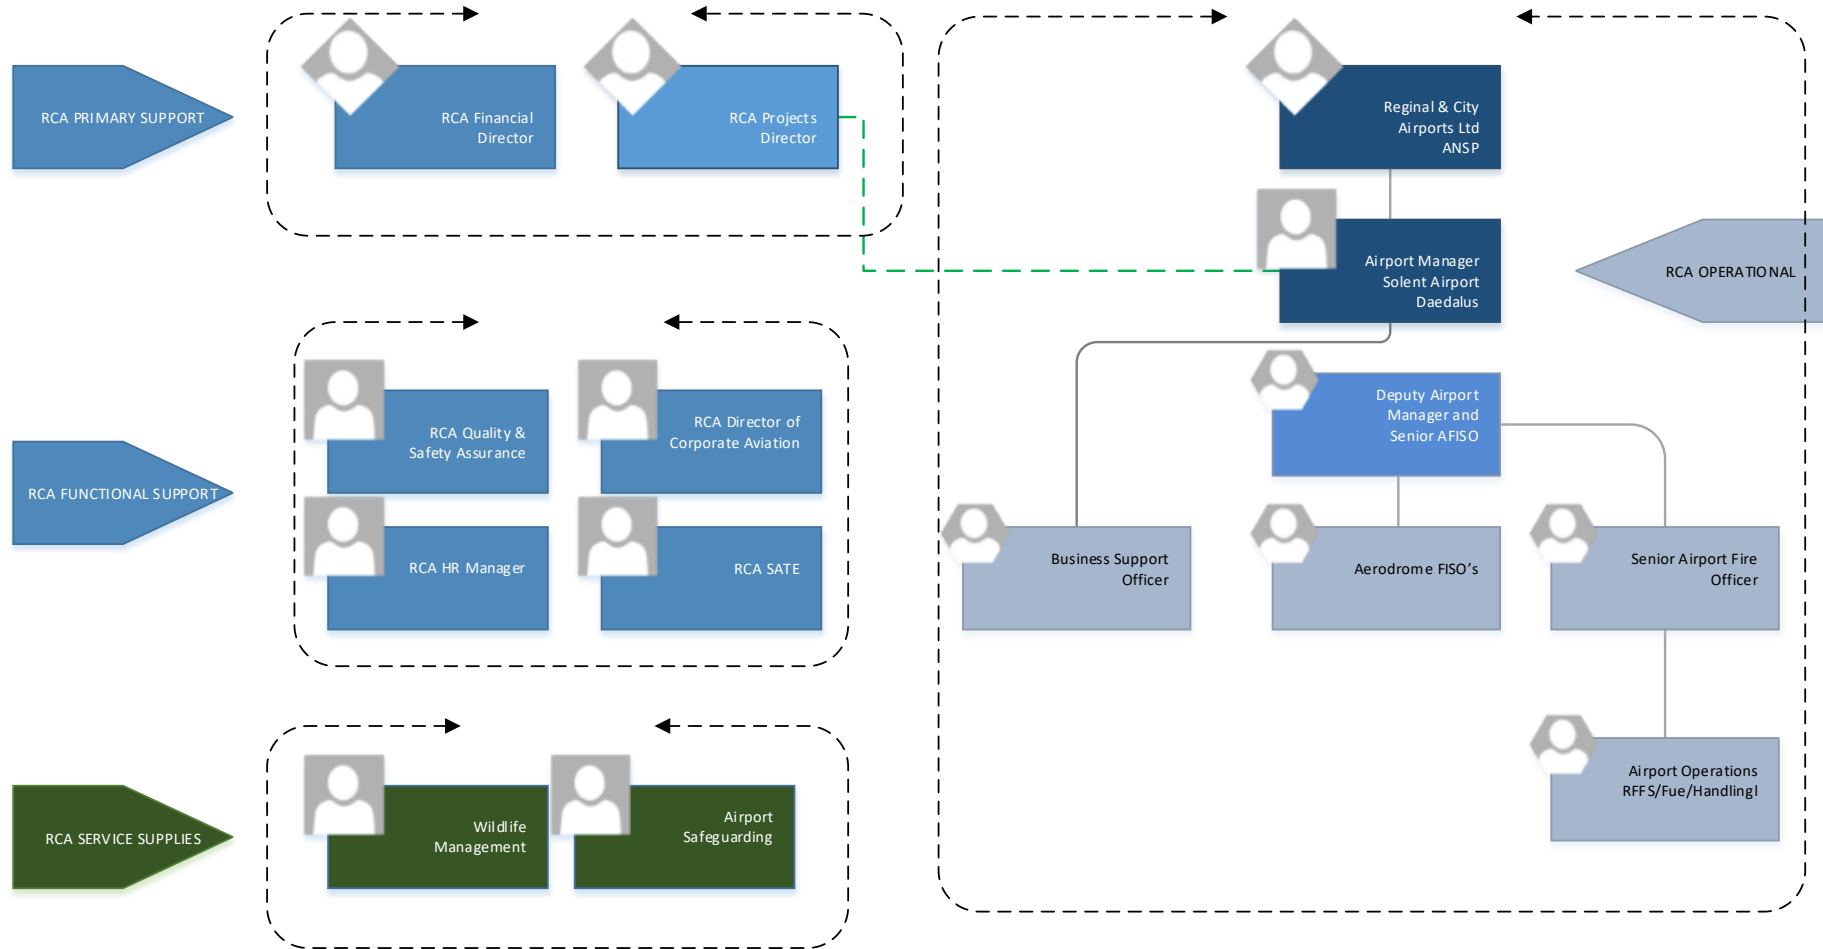 RCA PRIMARY SUPPORT
RCA Financial
Director
RCA Projects
Director
Reginal & City
Airports Ltd
ANSP
Airport Manager
Solent Airport
Daedalus
RCA OPERATIONAL
Deputy Airport
Manager and
Senior AFISO
RCA FUNCTIONAL SUPPORT
RCA Quality &
Safety Assurance
RCA Director of
Corporate Aviation
RCA HR Manager
RCA SATE
Business Support
Officer
Aerodrome FISO's
Senior Airport Fire
Officer
Airport Operations
RFFS/Fue/Handlingl
RCA SERVICE SUPPLIES
Wildlife
Management
Airport
Safeguarding